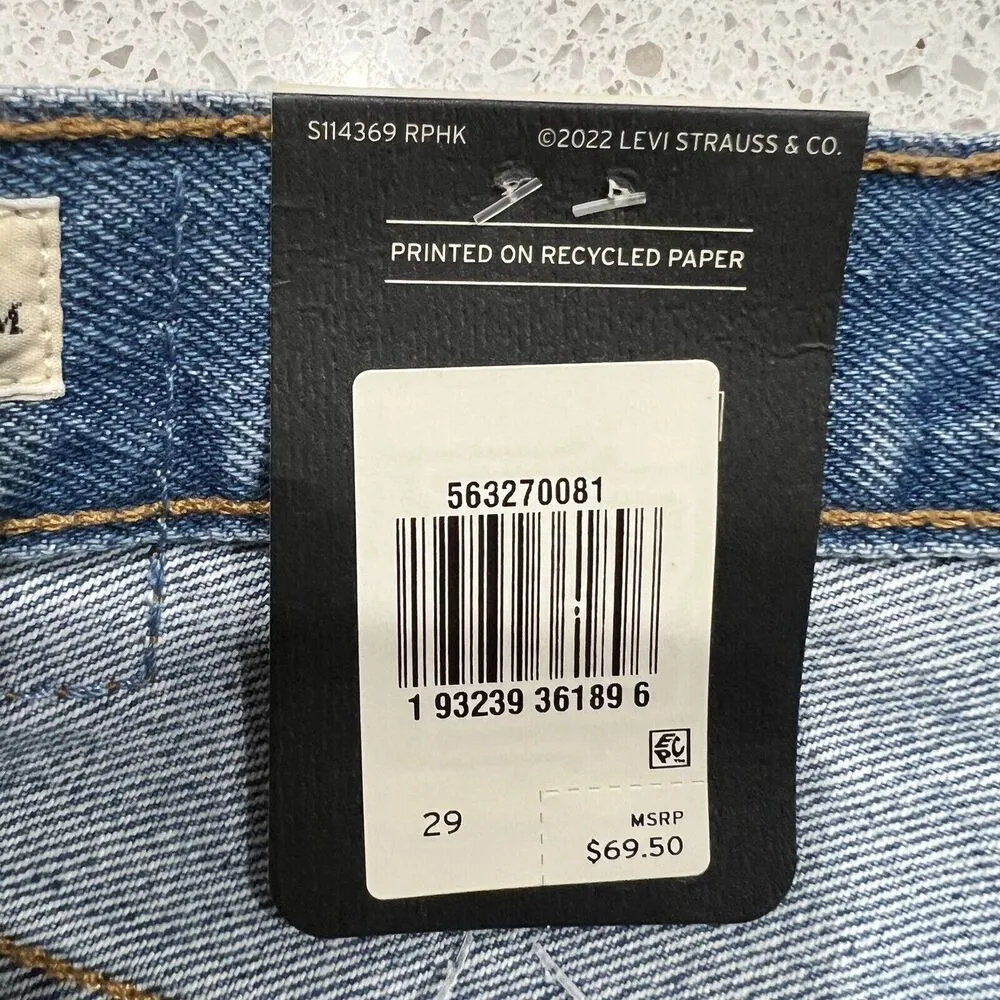 S114369 RPHK
©2022 LEVI STRAUSS & CO.
PRINTED ON RECYCLED PAPER
M
563270081
1 93239 36189 6
EPC™
29
MSRP
$69.50